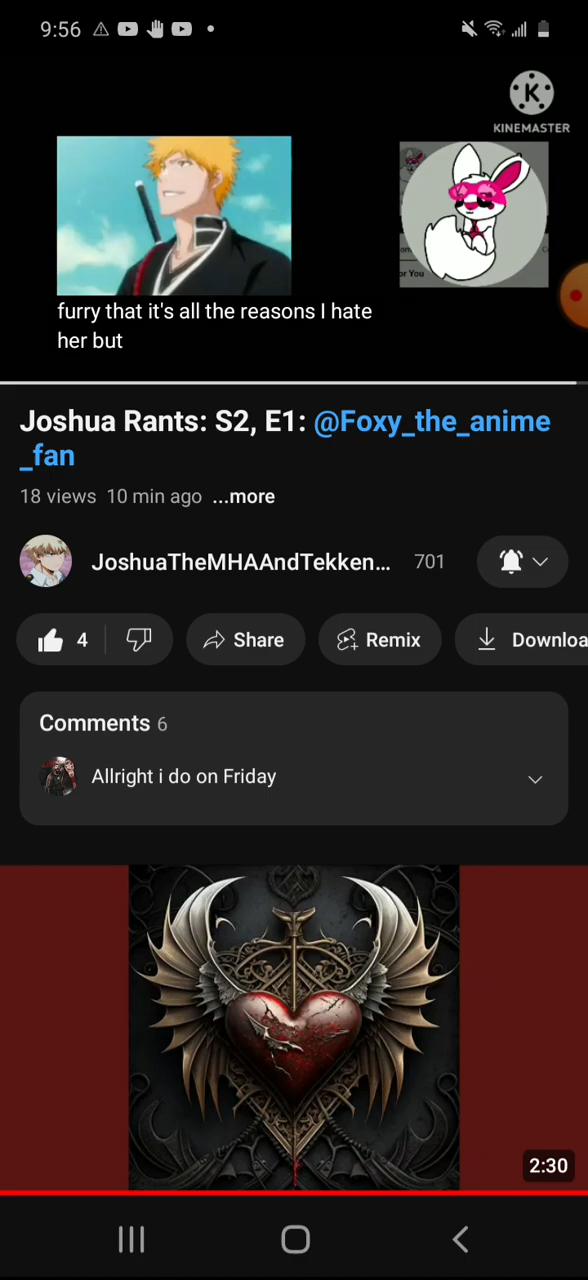 9:56
K
KINEMASTER
or You
furry that it's all the reasons I hate
her but
Joshua Rants: S2, E1: @Foxy_the_anime
_fan
18 views 10 min ago ...more
JoshuaTheMHAAndTekken... 701
4 Share Remix Downloa
Comments 6
Allright i do on Friday
2:30